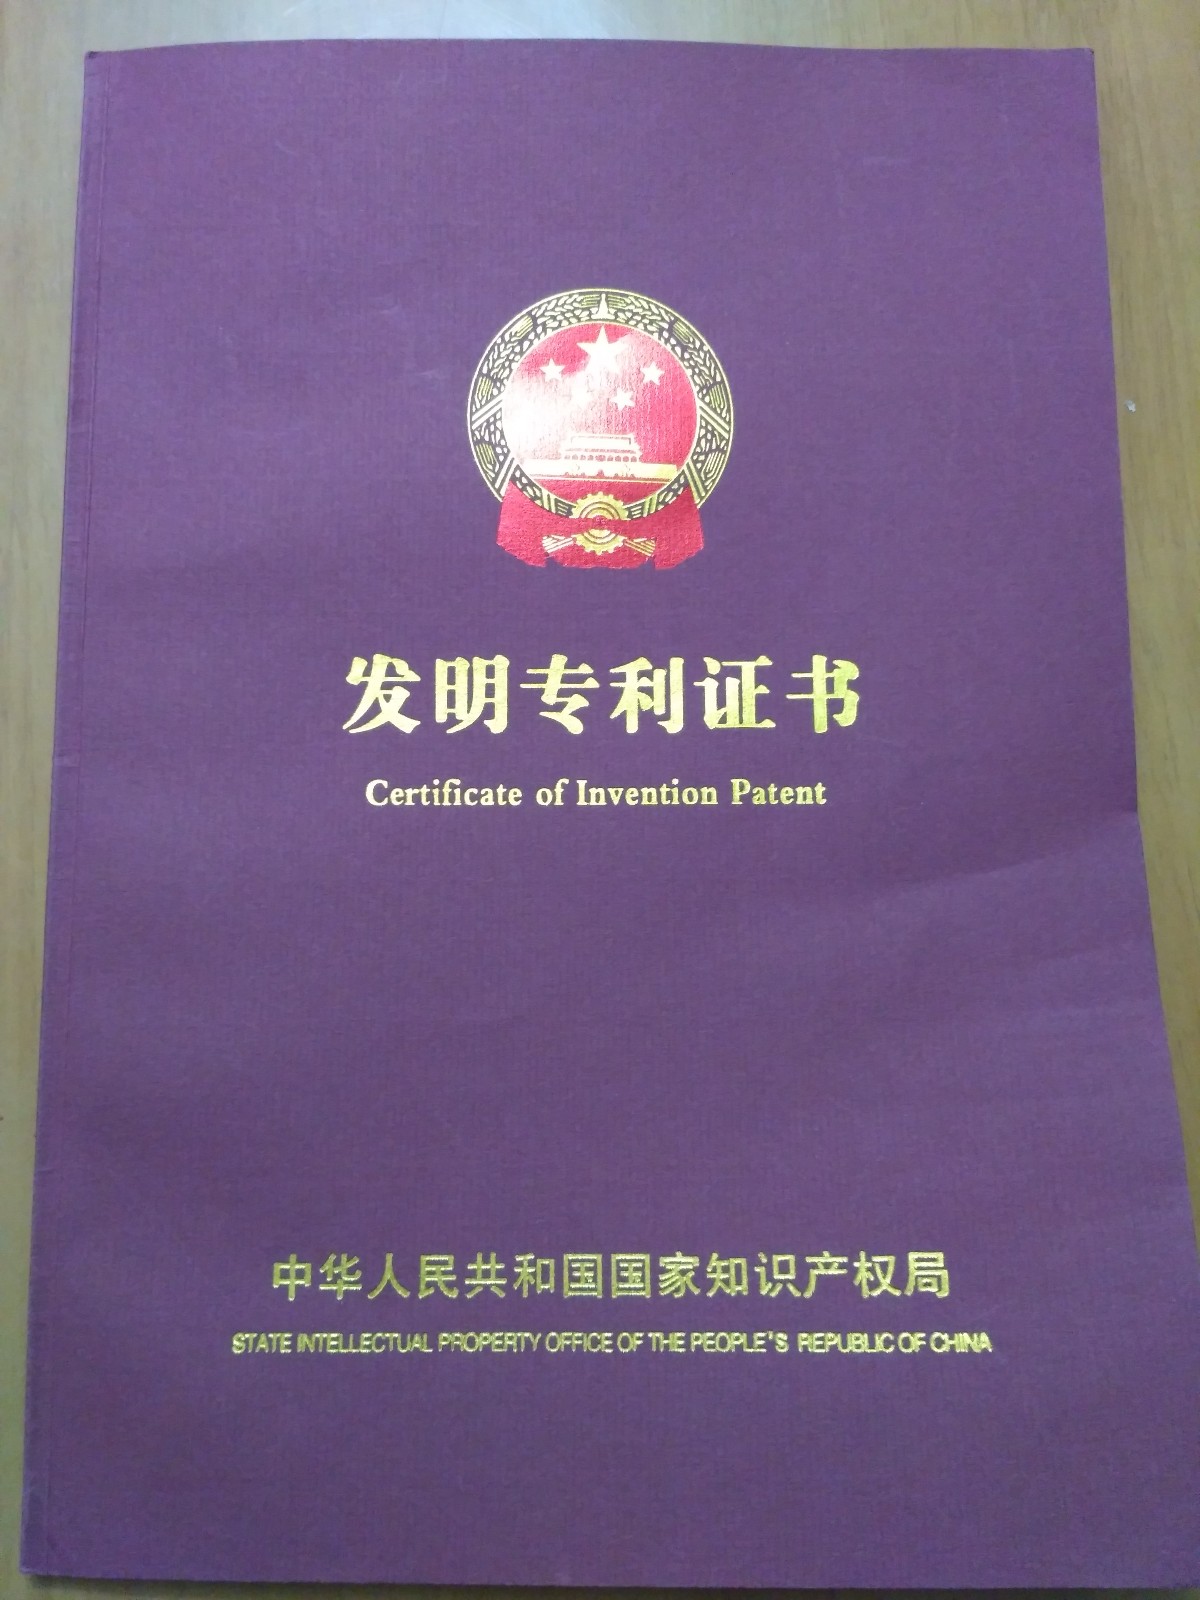 发明专利证书
Certificate of Invention Patent
中华人民共和国国家知识产权局
STATE INTELLECTUAL PROPERTY OFFICE OF THE PEOPLE'S REPUBLIC OF CHINA